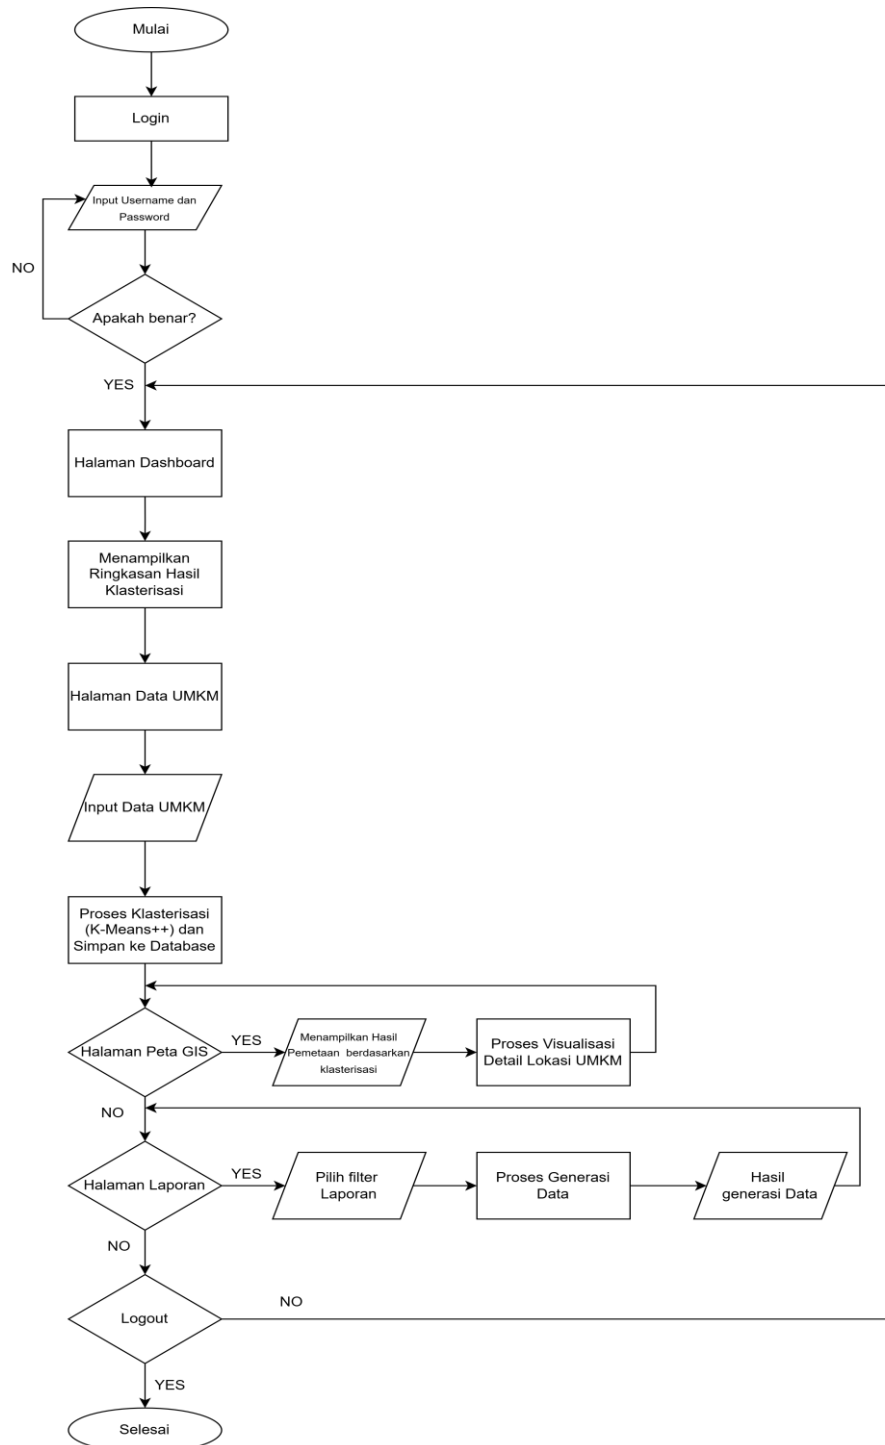 Mulai
Login
Input Username dan
Password
NO
Apakah benar?
YES
Halaman Dashboard
Menampilkan
Ringkasan Hasil
Klasterisasi
Halaman Data UMKM
Input Data UMKM
Proses Klasterisasi
(K-Means++) dan
Simpan ke Database
Halaman Peta GIS
YES
Menampilkan Hasil
Pemetaan berdasarkan
klasterisasi
Proses Visualisasi
Detail Lokasi UMKM
NO
Halaman Laporan
YES
Pilih filter
Laporan
Proses Generasi
Data
Hasil
generasi Data
NO
Logout
NO
YES
Selesai